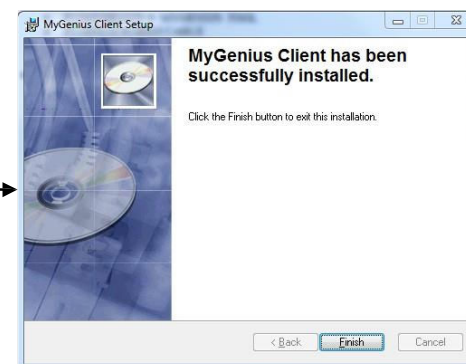 MyGenius Client Setup
MyGenius Client has been
successfully installed.
Click the Finish button to exit this installation.
< Back
Finish
Cancel